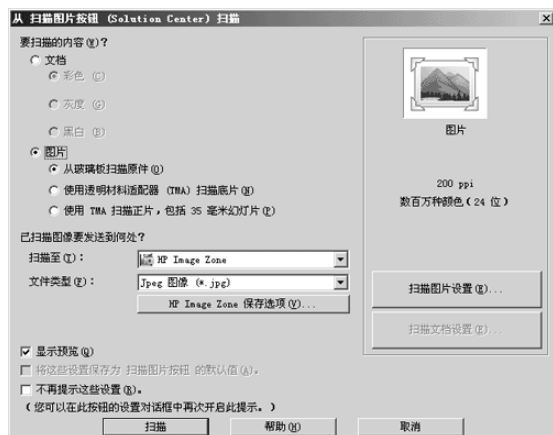 从 扫描图片按钮 (Solution Center) 扫描
要扫描的内容(W)?
文档
彩色 (C)
灰度 (G)
黑白 (B)
图片
从玻璃板扫描原件(O)
使用透明材料适配器 (TMA) 扫描底片(N)
使用 TMA 扫描正片，包括 35 毫米幻灯片(P)
图片
200 ppi
数百万种颜色(24 位)
已扫描图像要发送到何处?
扫描至(T)：
HP Image Zone
文件类型(F)：
Jpeg 图像 (*.jpg)
HP Image Zone 保存选项(V)...
扫描图片设置(E)...
扫描文档设置(E)...
显示预览(Q)
将这些设置保存为 扫描图片按钮 的默认值(A)。
不再提示这些设置(R)。
(您可以在此按钮的设置对话框中再次开启此提示。)
扫描
帮助(H)
取消